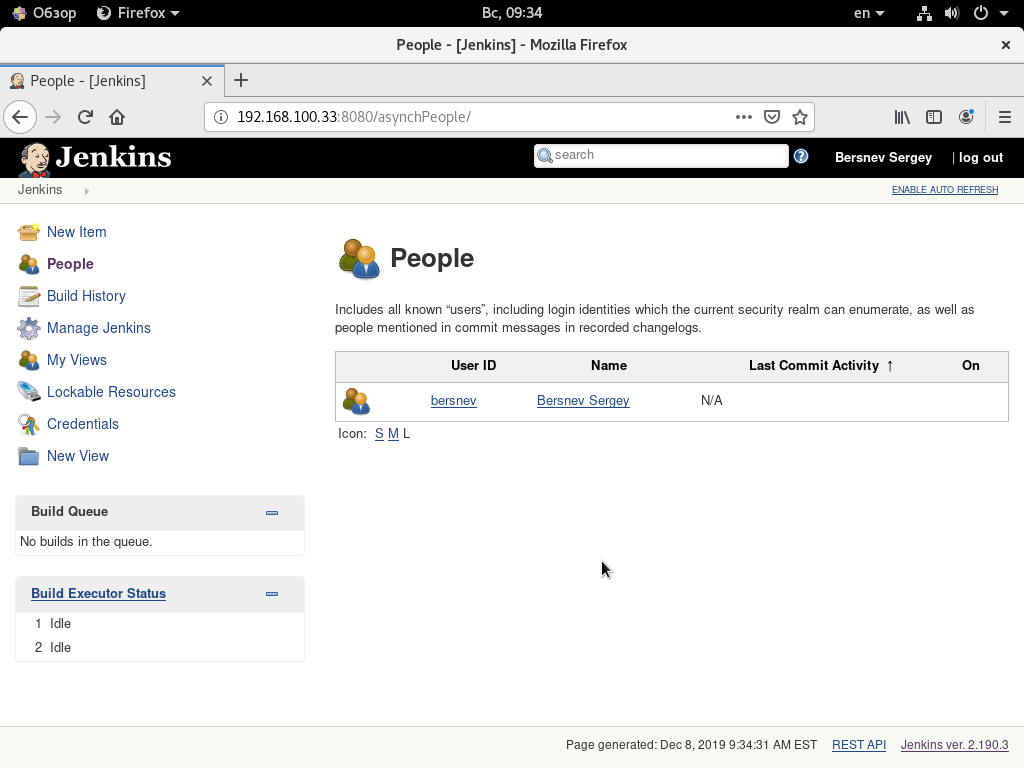 Обзор Firefox Вс, 09:34 en
People - [Jenkins] - Mozilla Firefox
People - [Jenkins]
192.168.100.33:8080/asynchPeople/
Jenkins search Bersnev Sergey | log out
Jenkins ENABLE AUTO REFRESH
New Item
People
Build History
Manage Jenkins
My Views
Lockable Resources
Credentials
New View
Build Queue
No builds in the queue.
Build Executor Status
1 Idle
2 Idle
People
Includes all known “users”, including login identities which the current security realm can enumerate, as well as
people mentioned in commit messages in recorded changelogs.
User ID Name Last Commit Activity ↑ On
bersnev Bersnev Sergey N/A
Icon: S M L
Page generated: Dec 8, 2019 9:34:31 AM EST REST API Jenkins ver. 2.190.3